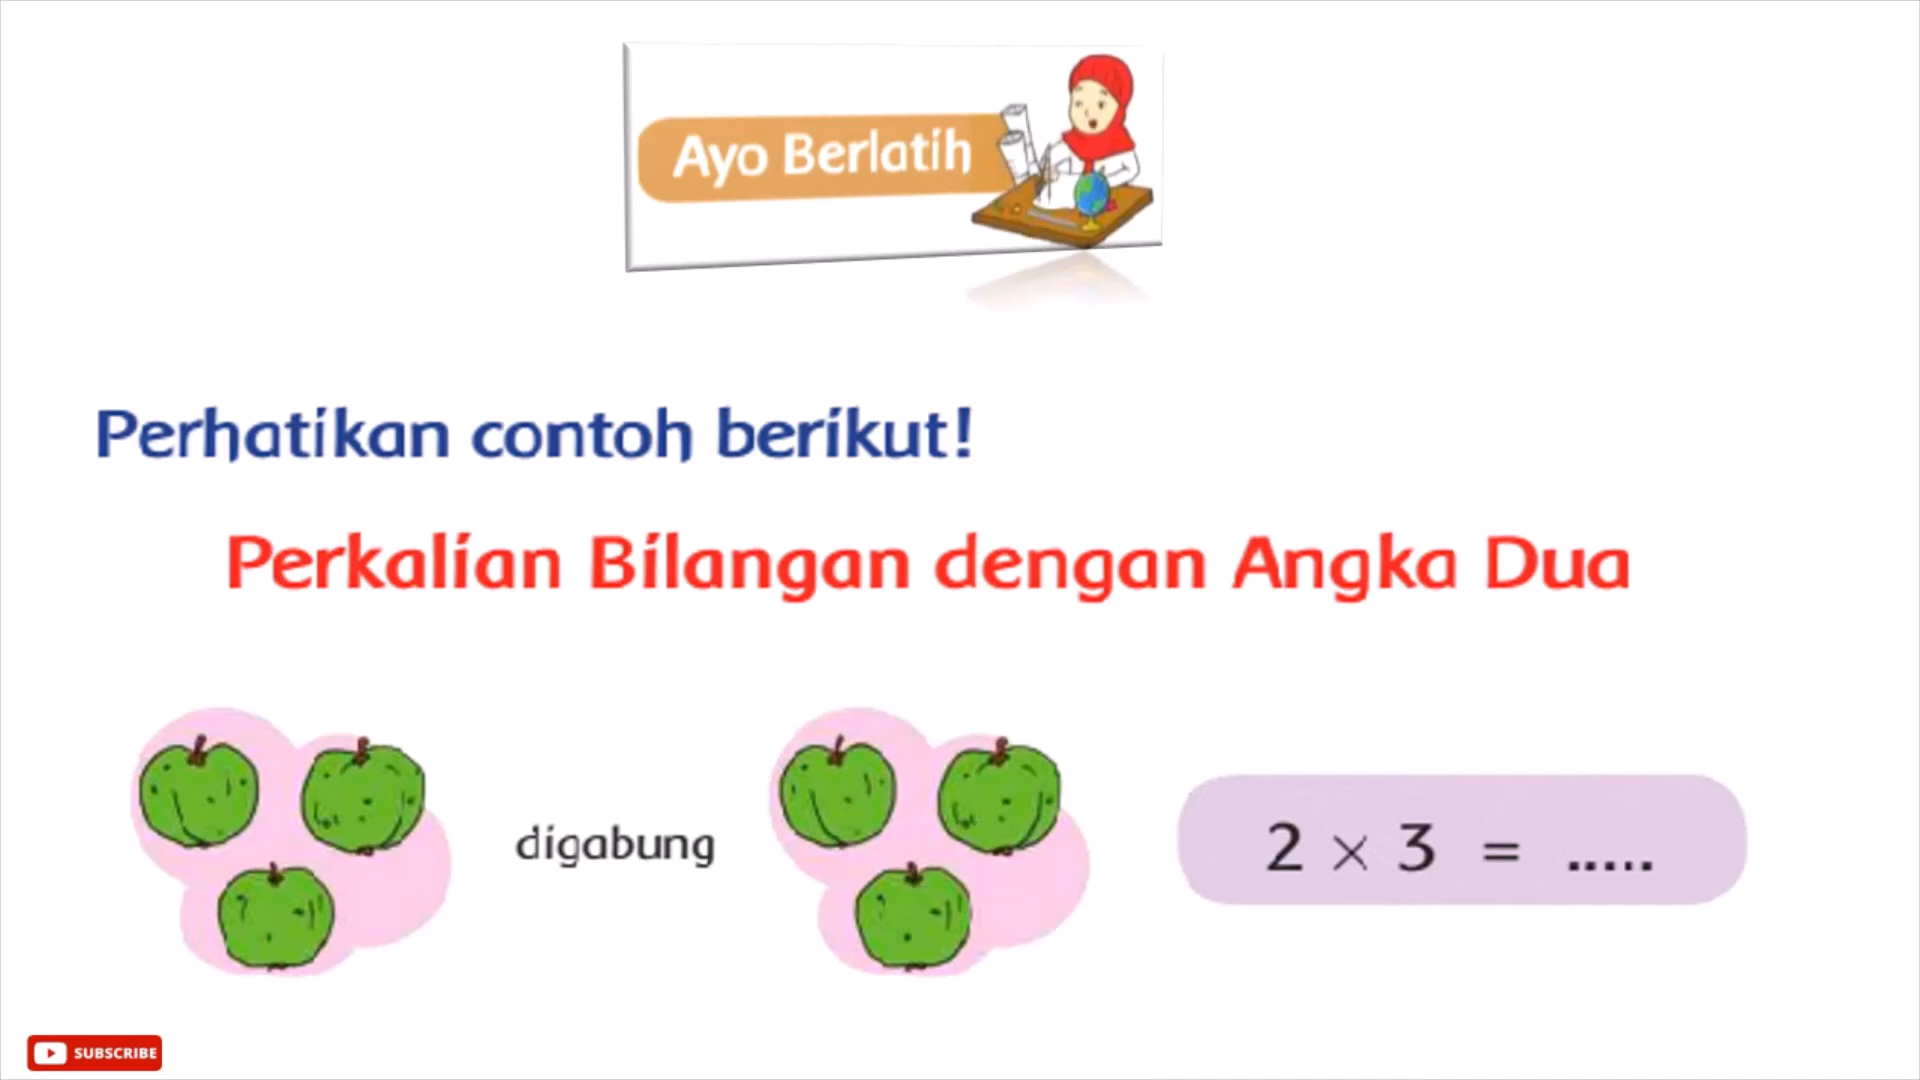 Ayo Berlatih
Perhatikan contoh berikut!
Perkalian Bilangan dengan Angka Dua
digabung
2 × 3 = .....
SUBSCRIBE